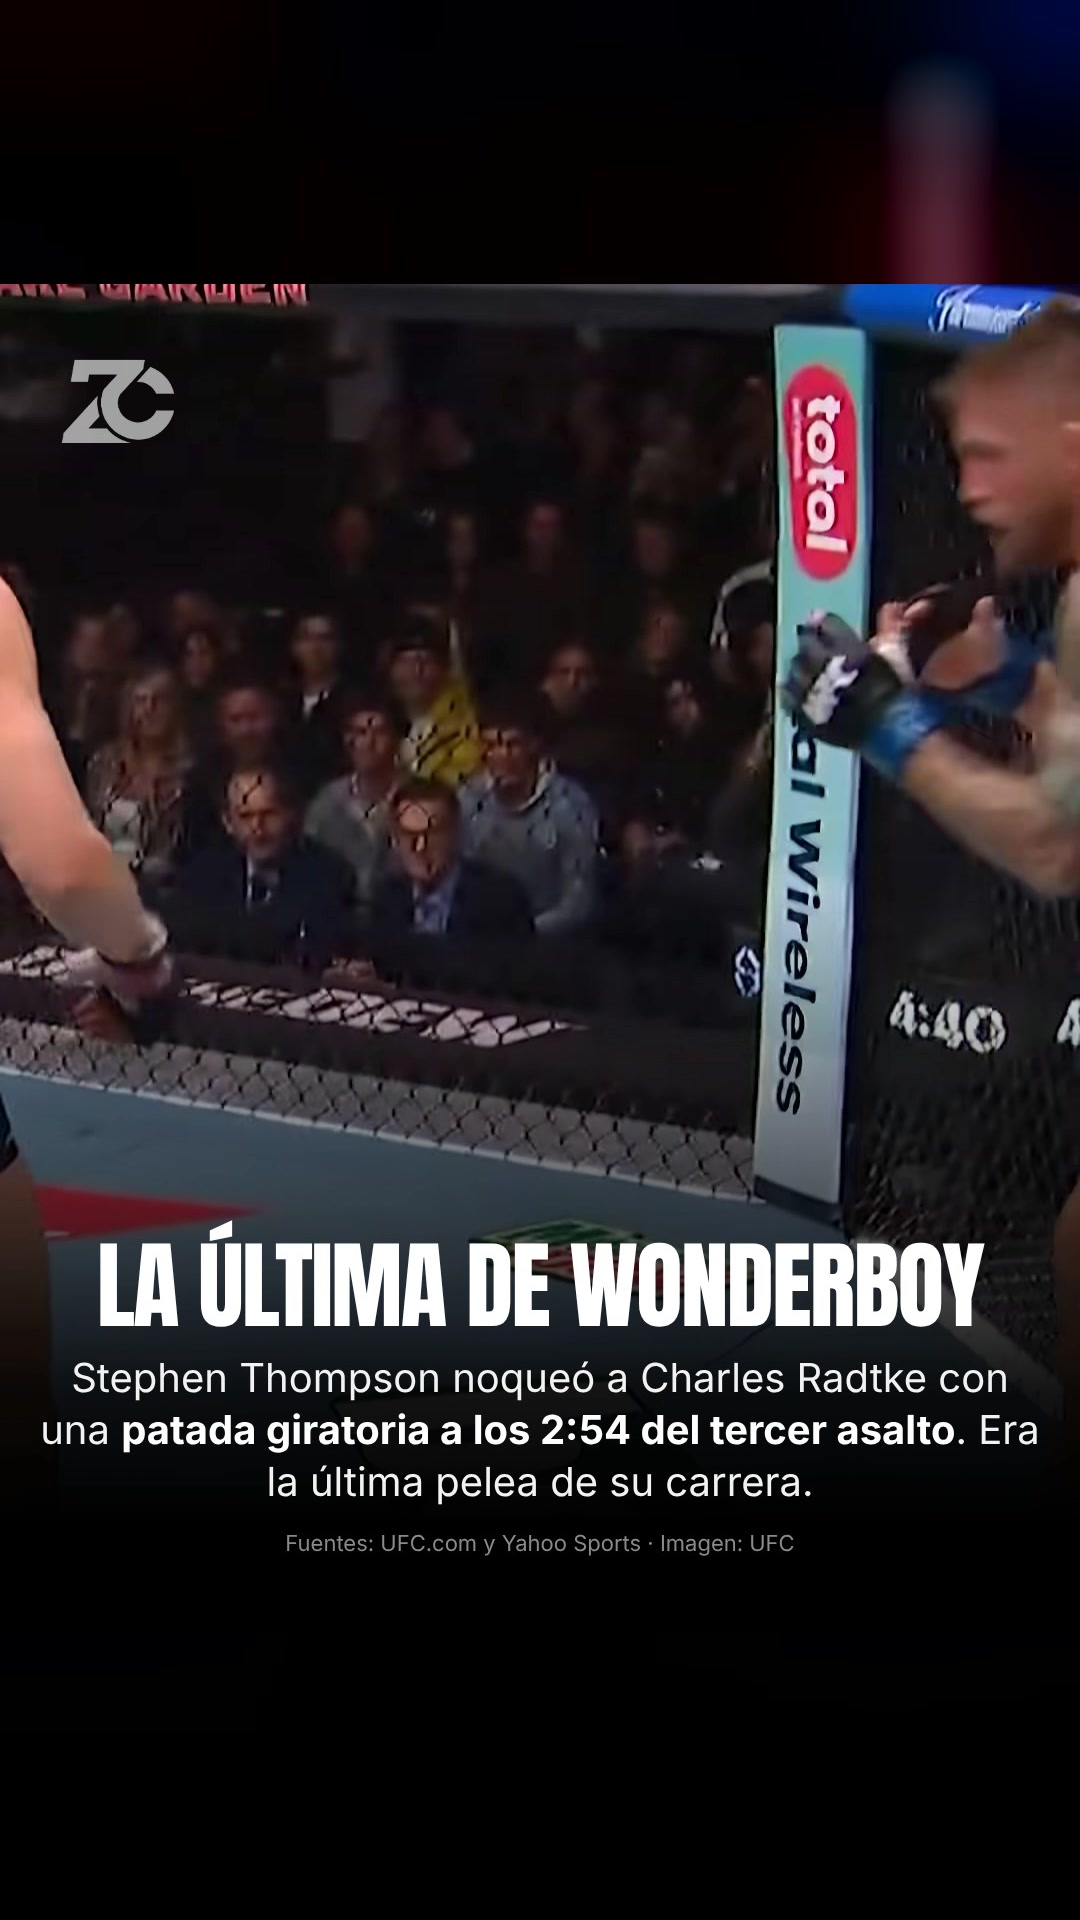 GARDEN
ZC
total
Total Wireless
4:40
LA ÚLTIMA DE WONDERBOY
Stephen Thompson noqueó a Charles Radtke con
una patada giratoria a los 2:54 del tercer asalto. Era
la última pelea de su carrera.
Fuentes: UFC.com y Yahoo Sports · Imagen: UFC